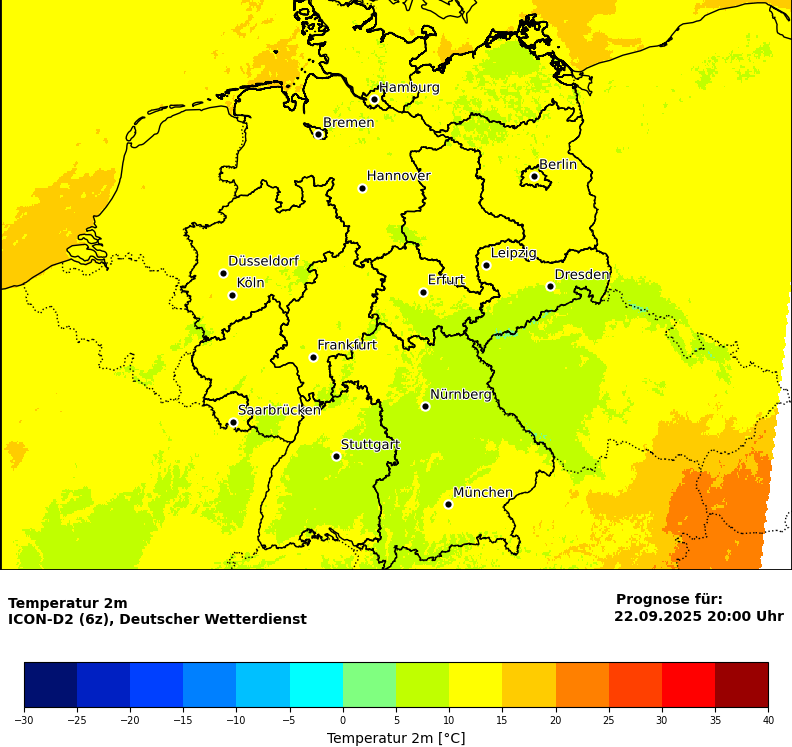 Hamburg
Bremen
Berlin
Hannover
Leipzig
Düsseldorf
Dresden
Köln
Erfurt
Frankfurt
Nürnberg
Saarbrücken
Stuttgart
München
Temperatur 2m
ICON-D2 (6z), Deutscher Wetterdienst
Prognose für:
22.09.2025 20:00 Uhr
−30 −25 −20 −15 −10 −5 0 5 10 15 20 25 30 35 40
Temperatur 2m [°C]